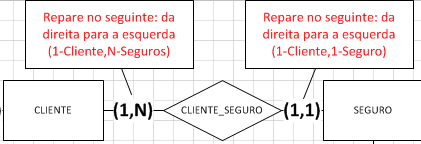 Repare no seguinte: da
direita para a esquerda
(1-Cliente,N-Seguros)
Repare no seguinte: da
direita para a esquerda
(1-Cliente,1-Seguro)
CLIENTE
(1,N)
CLIENTE_SEGURO
(1,1)
SEGURO